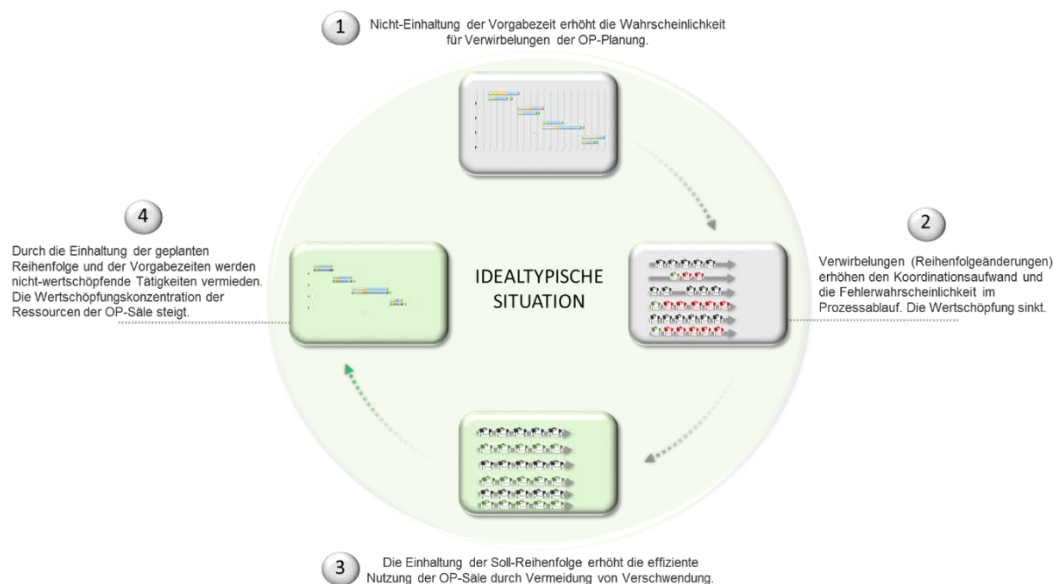 1
Nicht-Einhaltung der Vorgabezeit erhöht die Wahrscheinlichkeit
für Verwirbelungen der OP-Planung.
2
Verwirbelungen (Reihenfolgeänderungen)
erhöhen den Koordinationsaufwand und
die Fehlerwahrscheinlichkeit im
Prozessablauf. Die Wertschöpfung sinkt.
3
Die Einhaltung der Soll-Reihenfolge erhöht die effiziente
Nutzung der OP-Säle durch Vermeidung von Verschwendung.
4
Durch die Einhaltung der geplanten
Reihenfolge und der Vorgabezeiten werden
nicht-wertschöpfende Tätigkeiten vermieden.
Die Wertschöpfungskonzentration der
Ressourcen der OP-Säle steigt.
IDEALTYPISCHE
SITUATION